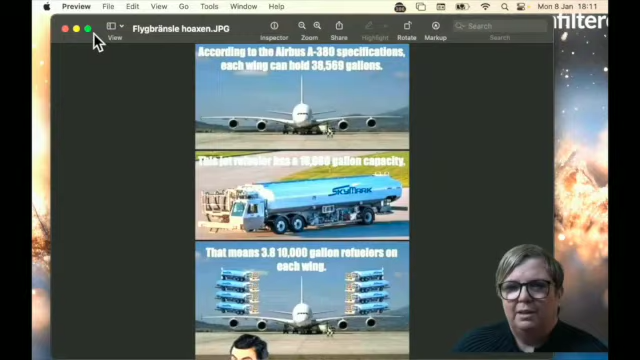 Preview File Edit View Go Tools Window Help
Mon 8 Jan 18:11
nfiltere
Flygbränsle hoaxen.JPG
View
Inspector Zoom Share Highlight Rotate Markup Search
Search
According to the Airbus A-380 specifications,
each wing can hold 38,569 gallons.
This jet refueler has a 10,000 gallon capacity.
SKYMARK
That means 3.8 10,000 gallon refuelers on
each wing.